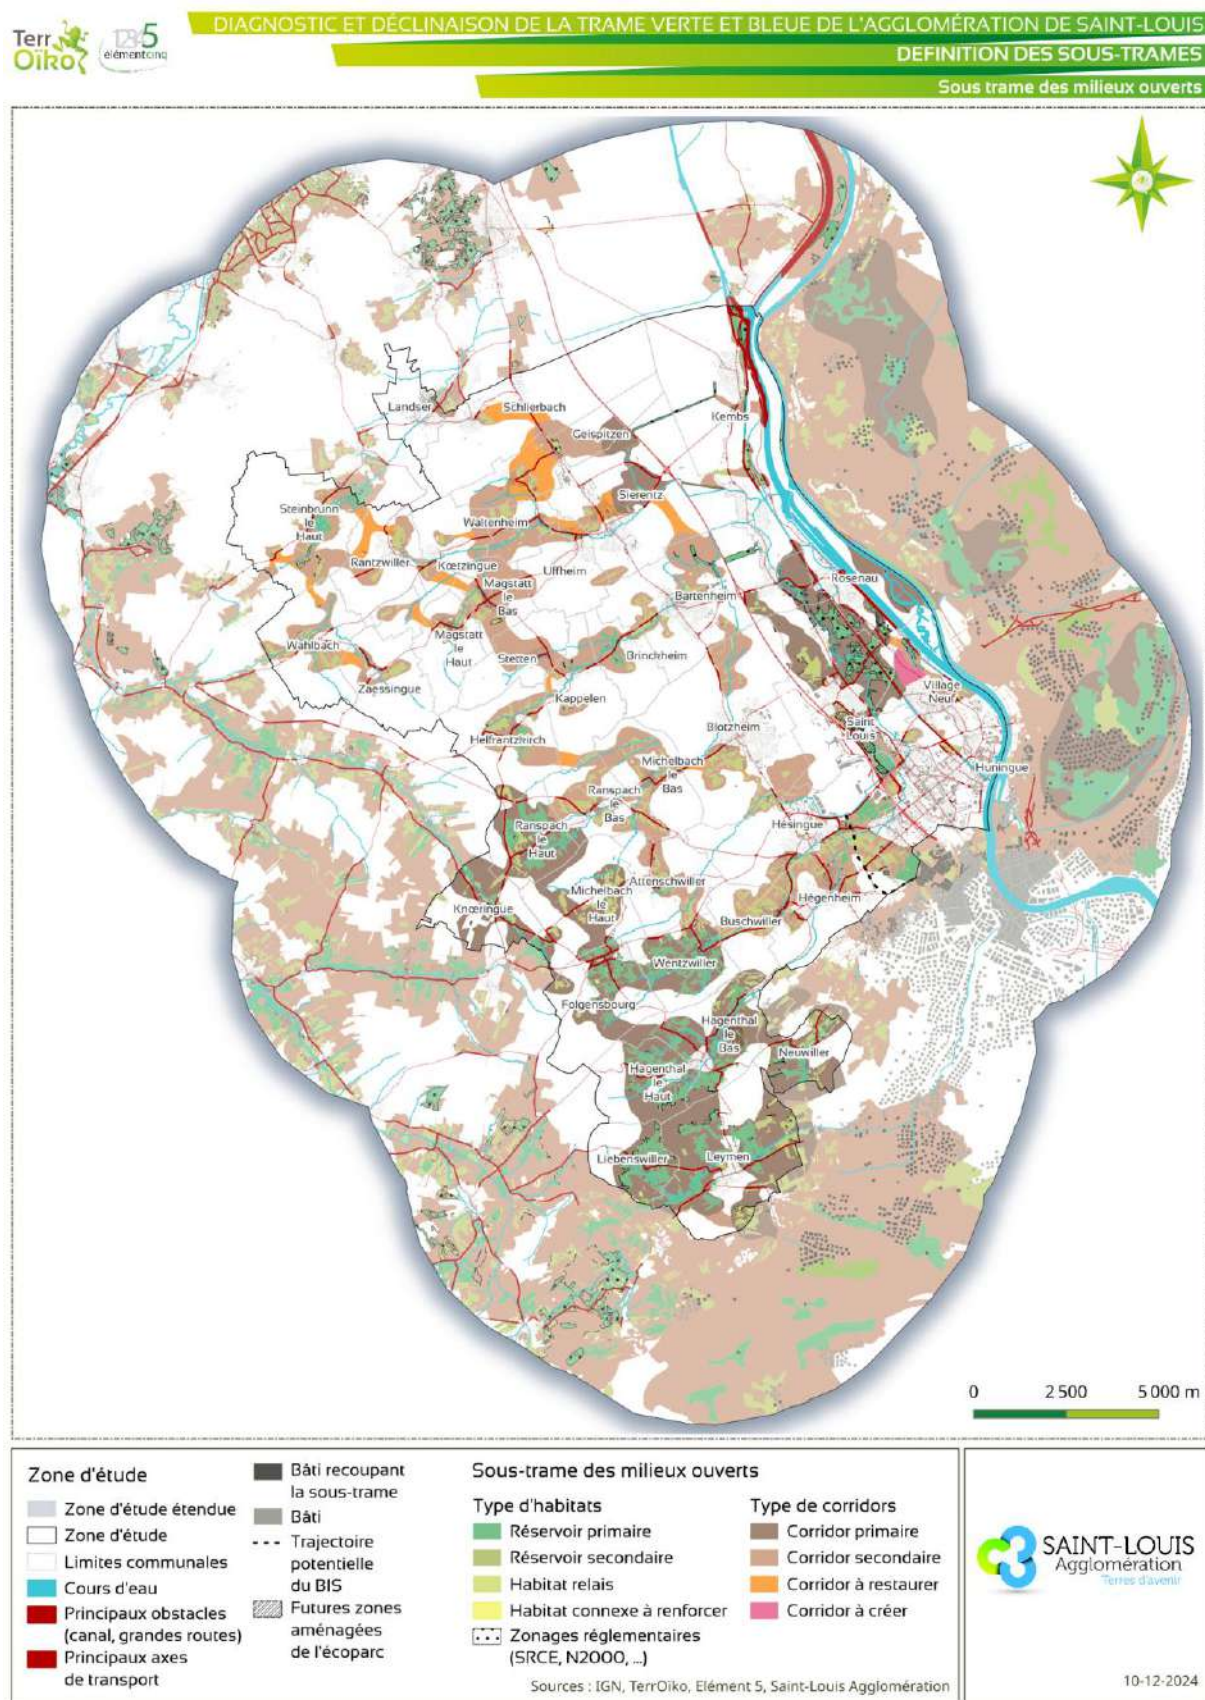 Terr
Oïko
12345
élémentcinq
DIAGNOSTIC ET DÉCLINAISON DE LA TRAME VERTE ET BLEUE DE L'AGGLOMÉRATION DE SAINT-LOUIS
DEFINITION DES SOUS-TRAMES
Sous trame des milieux ouverts
Landser
Schlierbach
Geispitzen
Kembs
Steinbrunn
le
Haut
Sierentz
Waltenheim
Rantzwiller
Kœtzingue
Uffheim
Magstatt
le
Bas
Rosenau
Bartenheim
Wahlbach
Magstatt
le
Haut
Stetten
Brinckheim
Zaessingue
Kappelen
Village
Neuf
Helfrantzkirch
Blotzheim
Saint
Louis
Michelbach
le
Bas
Huningue
Ranspach
le
Bas
Ranspach
le
Haut
Hésingue
Attenschwiller
Michelbach
le
Haut
Knœringue
Hégenheim
Buschwiller
Wentzwiller
Folgensbourg
Hagenthal
le
Bas
Neuwiller
Hagenthal
le
Haut
Liebenswiller
Leymen
0 2 500 5 000 m
Zone d'étude
Zone d'étude étendue
Zone d'étude
Limites communales
Cours d'eau
Principaux obstacles
(canal, grandes routes)
Principaux axes
de transport
Bâti recoupant
la sous-trame
Bâti
Trajectoire
potentielle
du BIS
Futures zones
aménagées
de l'écoparc
Sous-trame des milieux ouverts
Type d'habitats
Réservoir primaire
Réservoir secondaire
Habitat relais
Habitat connexe à renforcer
Zonages réglementaires
(SRCE, N2000, ...)
Type de corridors
Corridor primaire
Corridor secondaire
Corridor à restaurer
Corridor à créer
Sources : IGN, TerrOïko, Elément 5, Saint-Louis Agglomération
SAINT-LOUIS
Agglomération
Terres d'avenir
10-12-2024